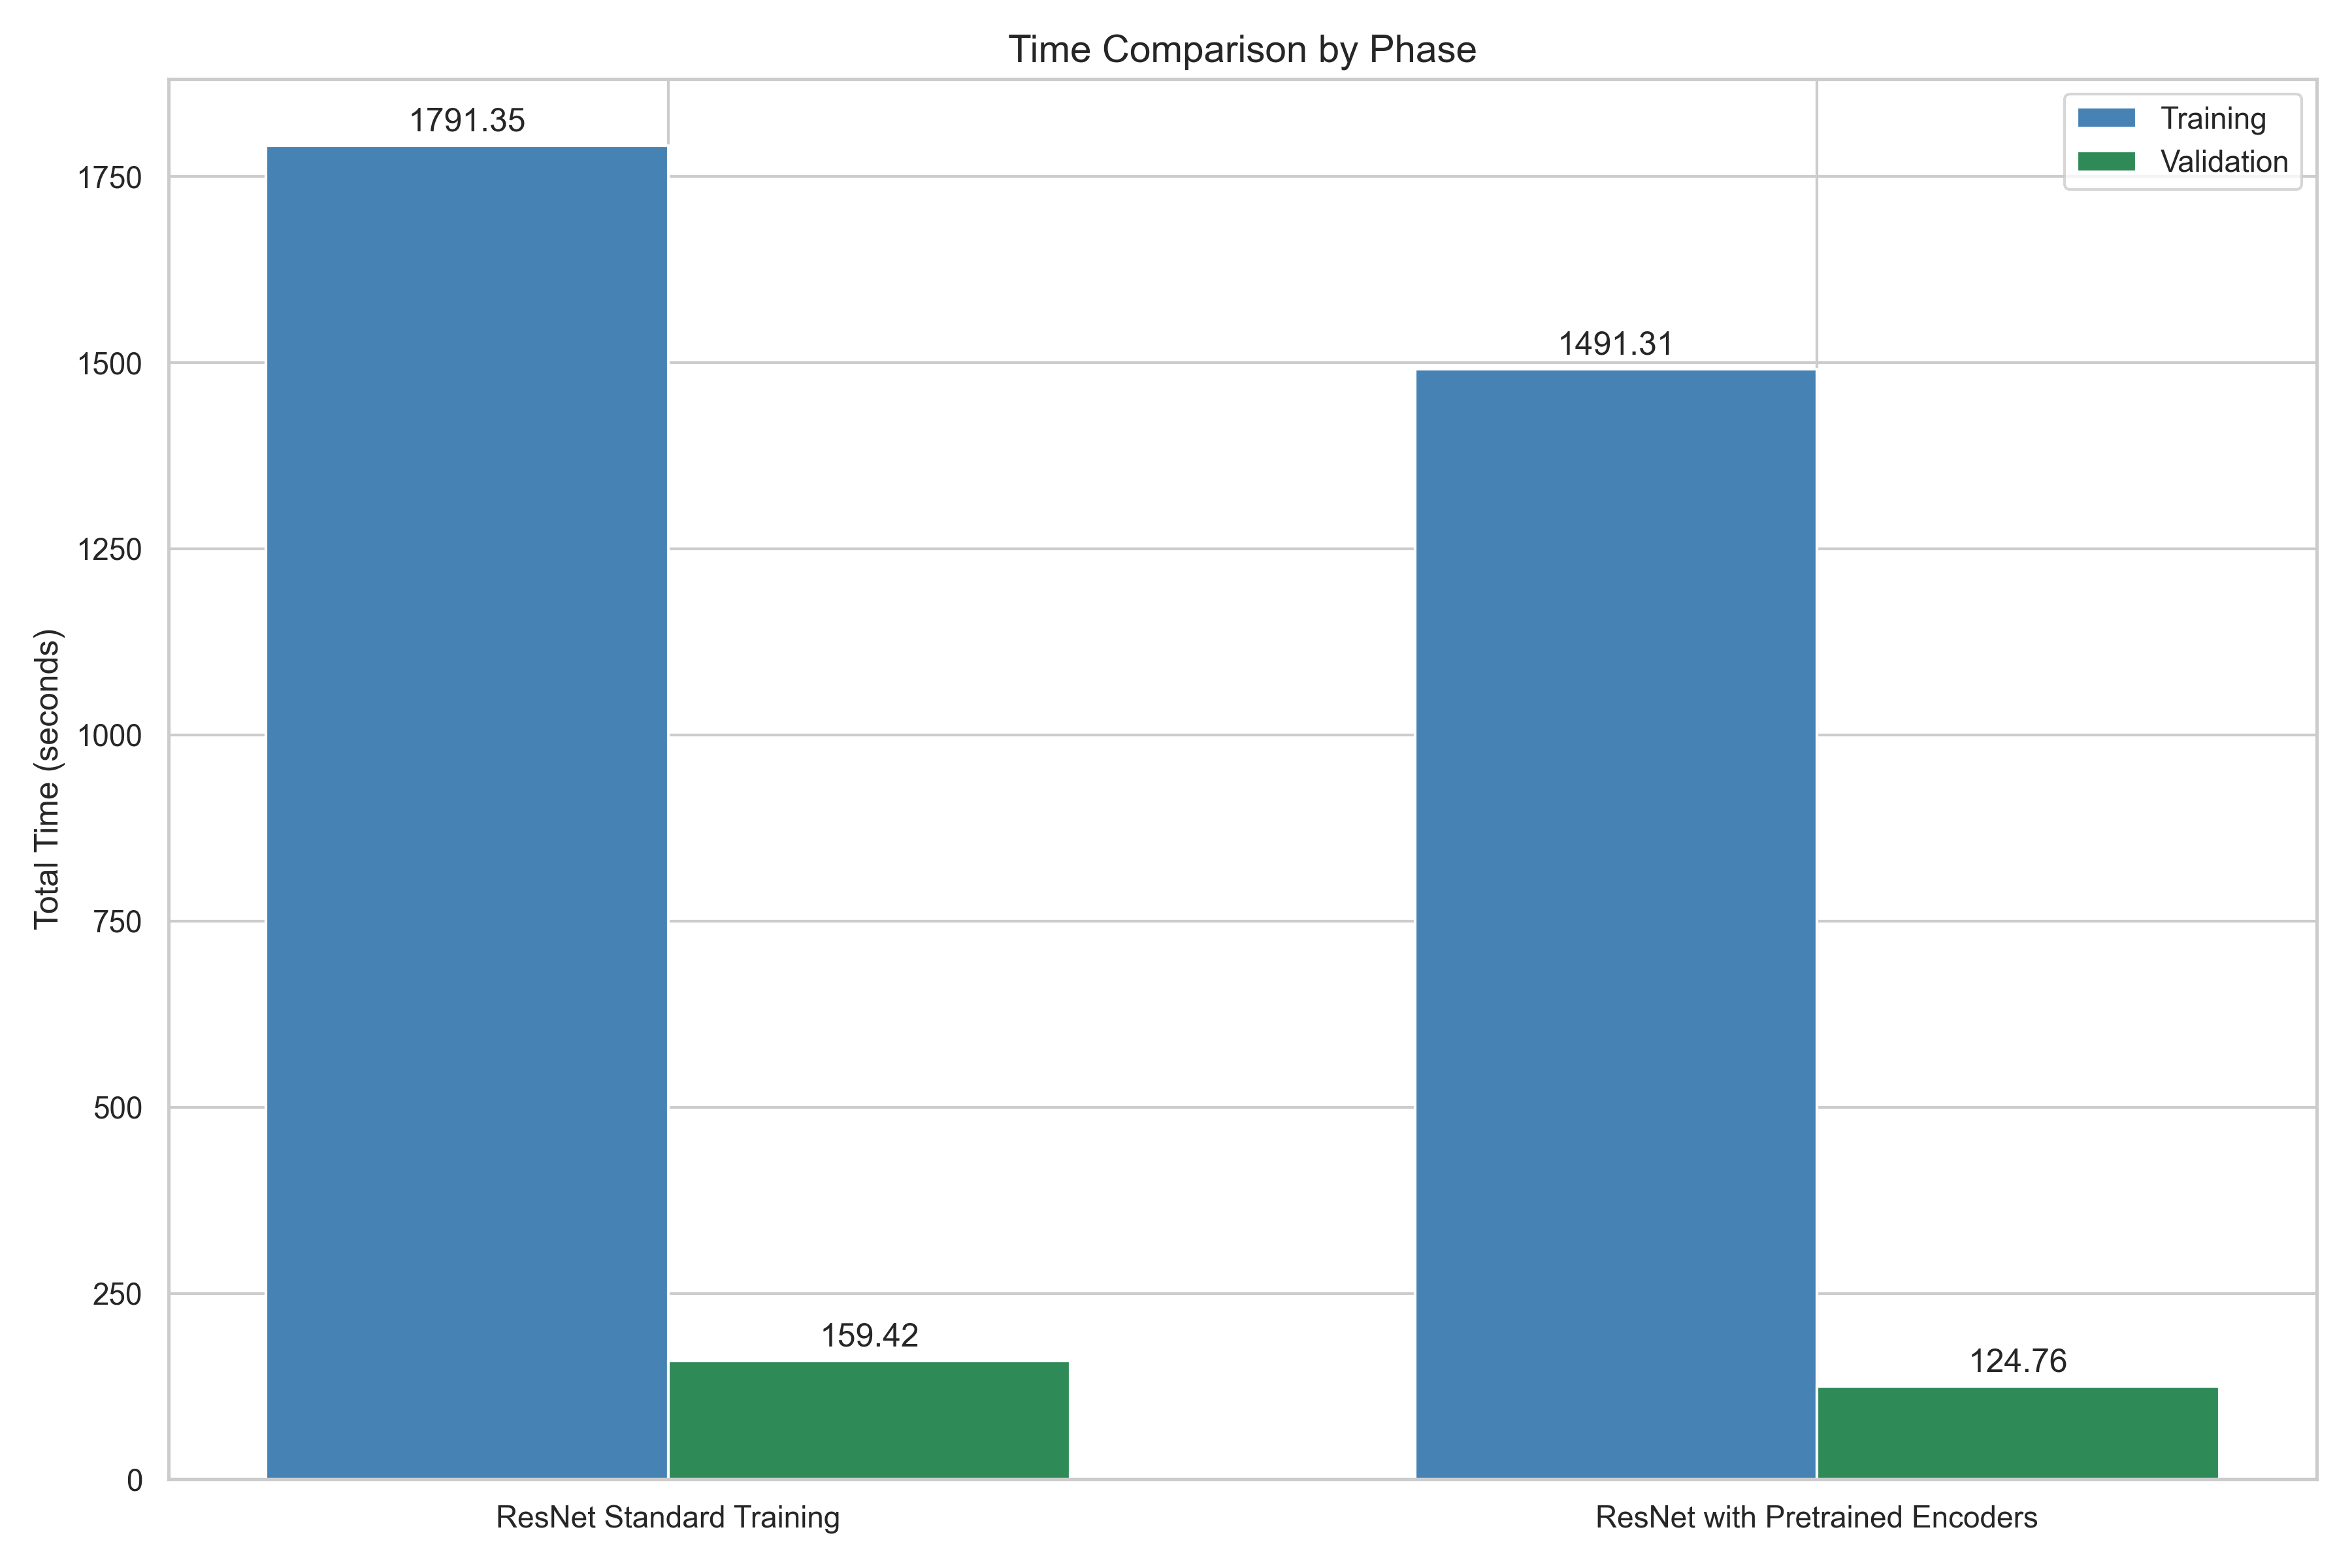 Time Comparison by Phase
Training
Validation
Total Time (seconds)
1750
1500
1250
1000
750
500
250
0
1791.35
159.42
1491.31
124.76
ResNet Standard Training
ResNet with Pretrained Encoders